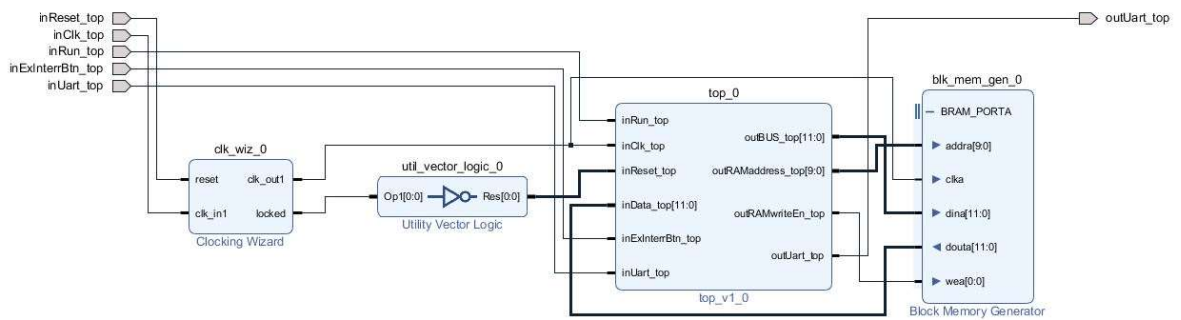 inReset_top
inClk_top
inRun_top
inExInterrBtn_top
inUart_top
outUart_top
clk_wiz_0
reset
clk_out1
clk_in1
locked
Clocking Wizard
util_vector_logic_0
Op1[0:0]
Res[0:0]
Utility Vector Logic
top_0
inRun_top
outBUS_top[11:0]
inClk_top
outRAMaddress_top[9:0]
inReset_top
inData_top[11:0]
outRAMwriteEn_top
inExInterrBtn_top
outUart_top
inUart_top
top_v1_0
blk_mem_gen_0
BRAM_PORTA
addra[9:0]
clka
dina[11:0]
douta[11:0]
wea[0:0]
Block Memory Generator